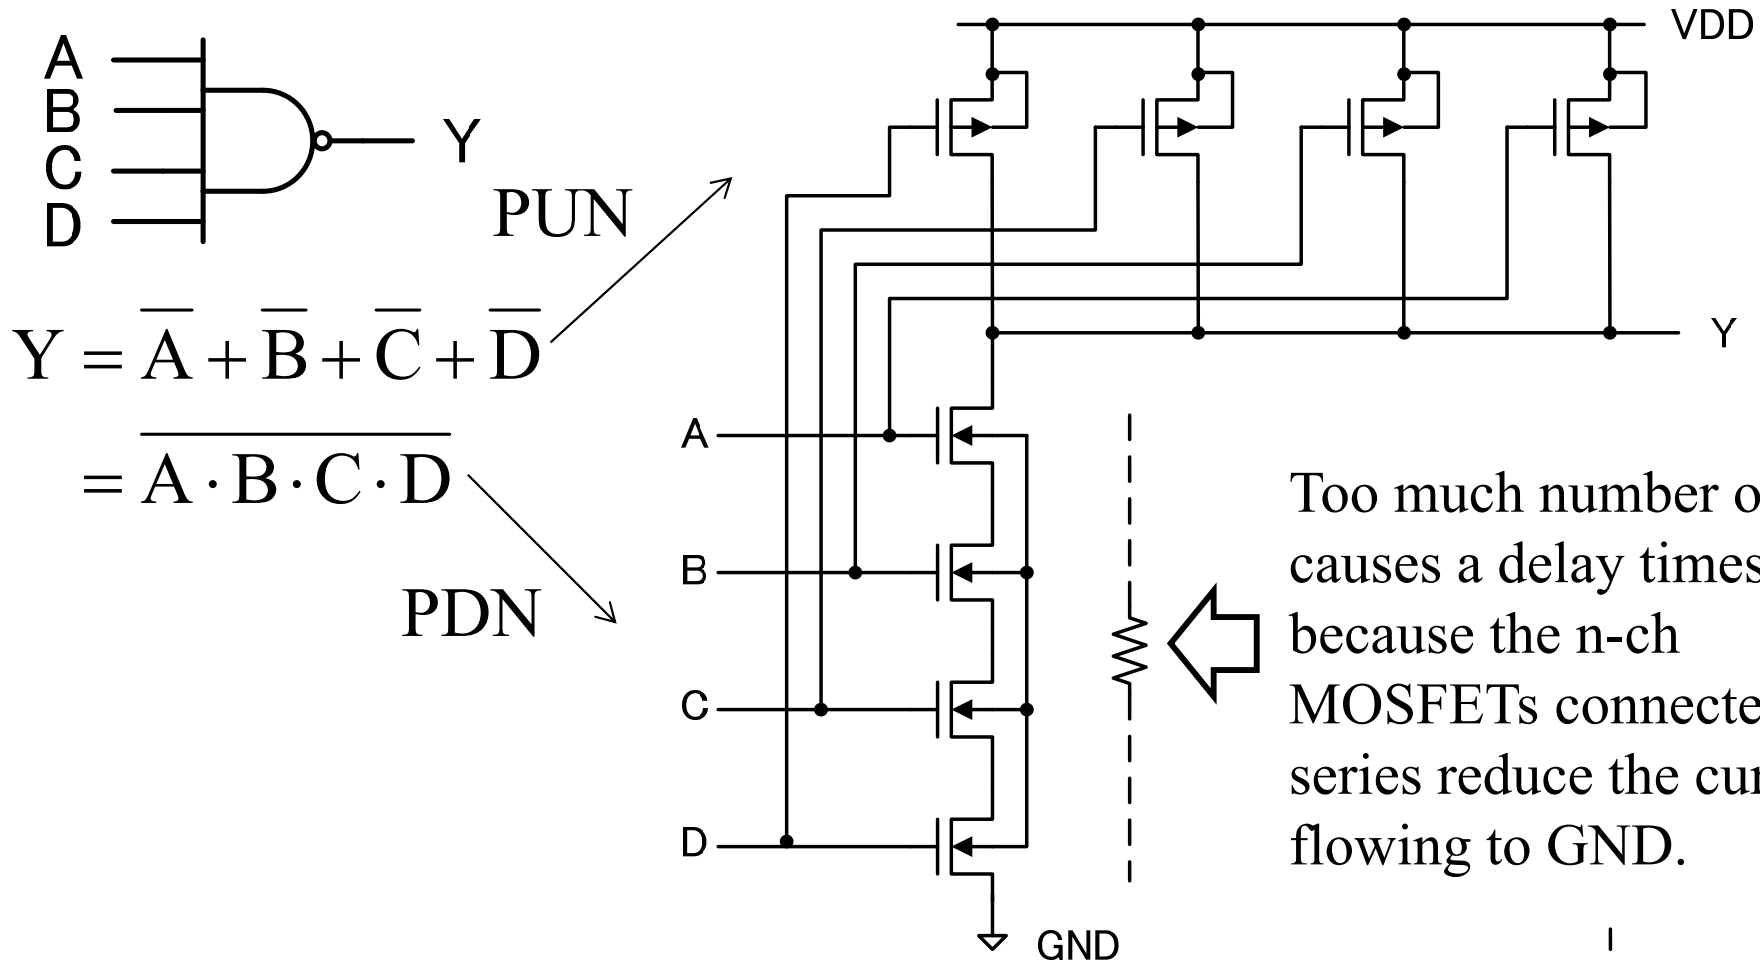 A
B
C
D
Y
PUN
Y = A̅ + B̅ + C̅ + D̅
= \overline{A · B · C · D}
PDN
VDD
Y
A
B
C
D
GND
Too much number o
causes a delay times
because the n-ch
MOSFETs connecte
series reduce the cur
flowing to GND.